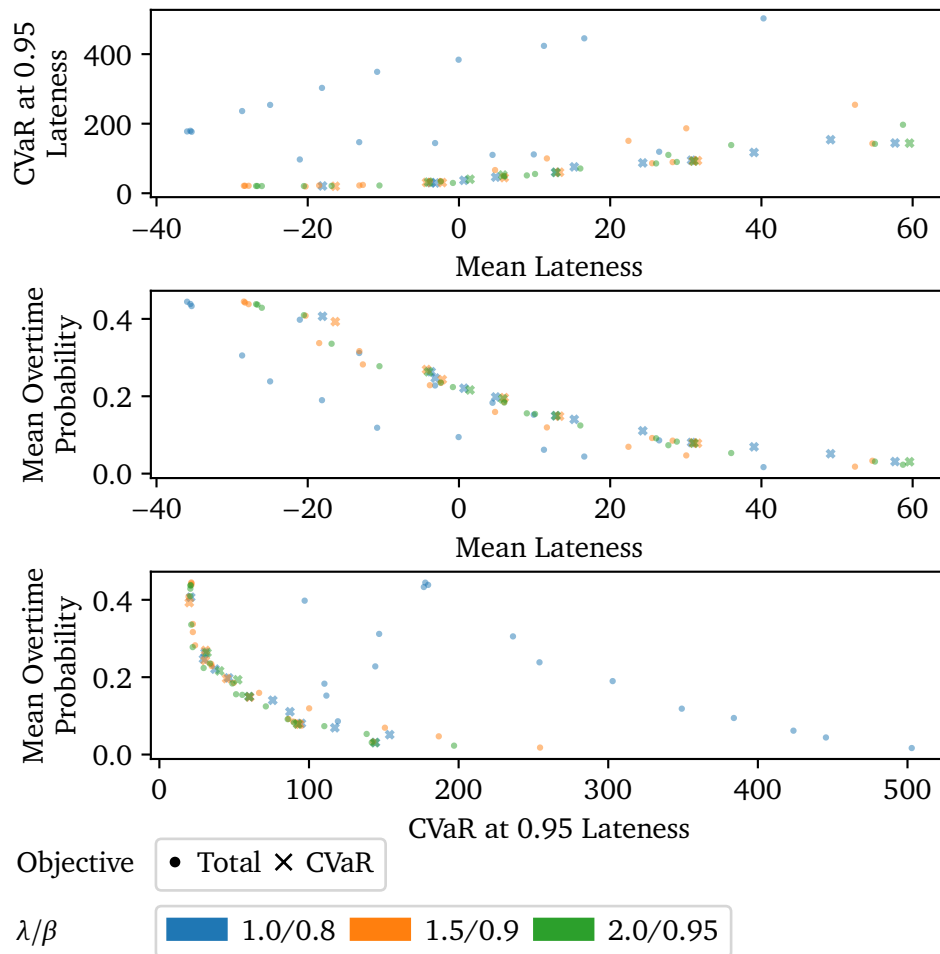 CVaR at 0.95
Lateness
400
200
0
−40 −20 0 20 40 60
Mean Lateness
Mean Overtime
Probability
0.4
0.2
0.0
−40 −20 0 20 40 60
Mean Lateness
Mean Overtime
Probability
0.4
0.2
0.0
0 100 200 300 400 500
CVaR at 0.95 Lateness
Objective Total CVaR
λ/β 1.0/0.8 1.5/0.9 2.0/0.95